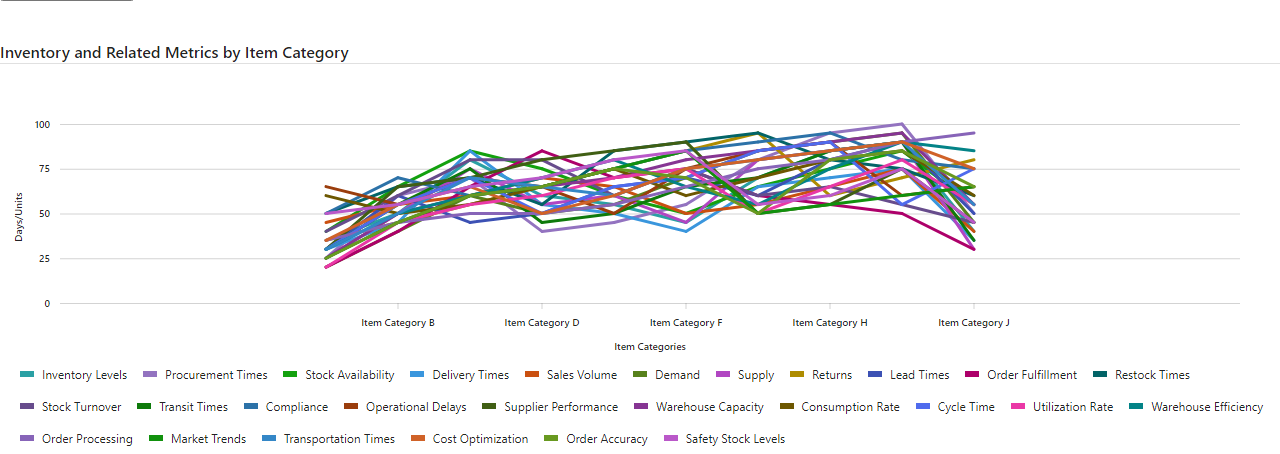 Inventory and Related Metrics by Item Category
100
75
50
25
0
Days/Units
Item Category B Item Category D Item Category F Item Category H Item Category J
Item Categories
Inventory Levels Procurement Times Stock Availability Delivery Times Sales Volume Demand Supply Returns Lead Times Order Fulfillment Restock Times
Stock Turnover Transit Times Compliance Operational Delays Supplier Performance Warehouse Capacity Consumption Rate Cycle Time Utilization Rate Warehouse Efficiency
Order Processing Market Trends Transportation Times Cost Optimization Order Accuracy Safety Stock Levels